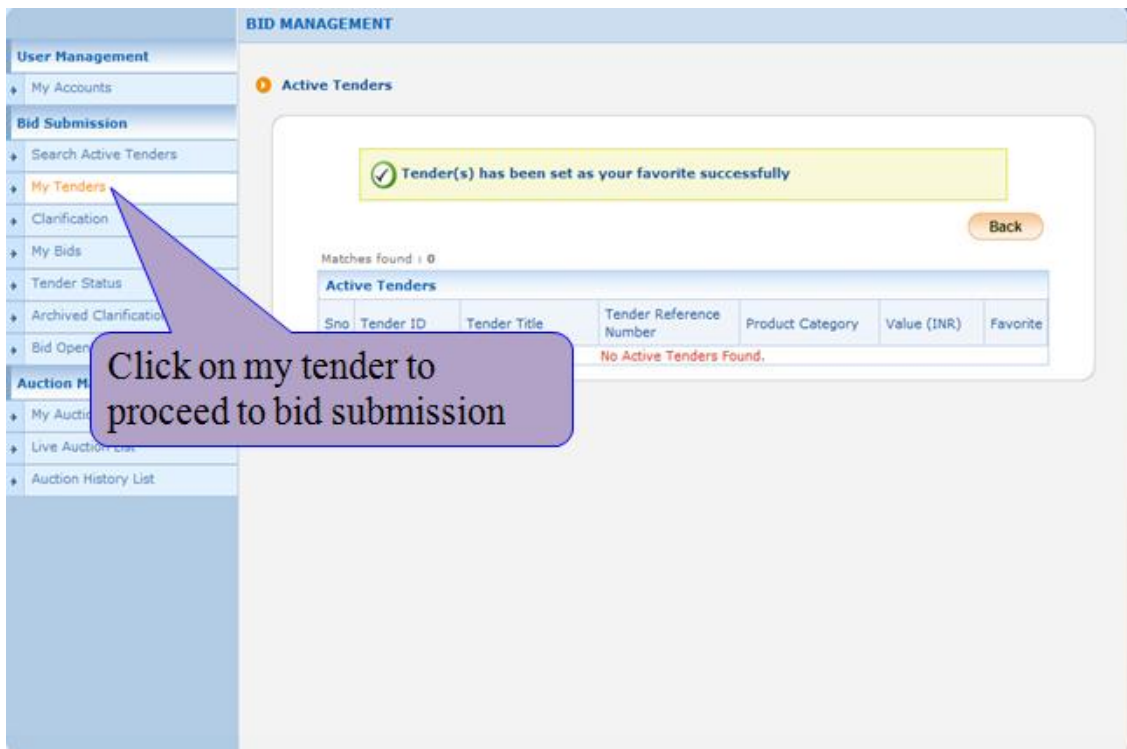 BID MANAGEMENT
User Management
My Accounts
Bid Submission
Search Active Tenders
My Tenders
Clarification
My Bids
Tender Status
Archived Clarification
Bid Open
Auction M
My Auctio
Live Auction List
Auction History List
Active Tenders
Tender(s) has been set as your favorite successfully
Back
Matches found : 0
Active Tenders
Sno Tender ID Tender Title Tender Reference Number Product Category Value (INR) Favorite
No Active Tenders Found.
Click on my tender to
proceed to bid submission